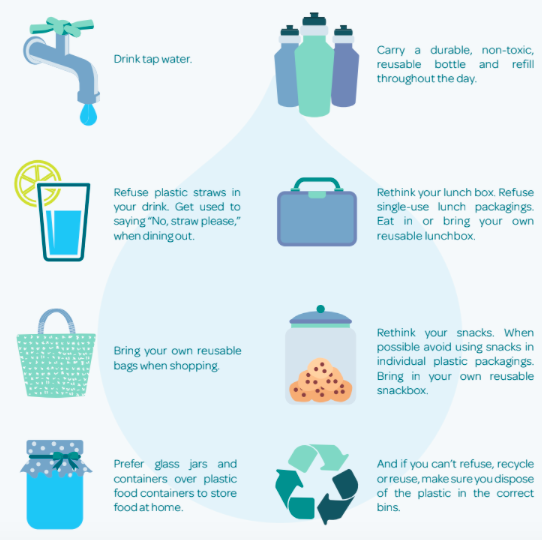 Drink tap water.
Carry a durable, non-toxic,
reusable bottle and refill
throughout the day.
Refuse plastic straws in
your drink. Get used to
saying “No, straw please,”
when dining out.
Rethink your lunch box. Refuse
single-use lunch packagings.
Eat in or bring your own
reusable lunchbox.
Bring your own reusable
bags when shopping.
Rethink your snacks. When
possible avoid using snacks in
individual plastic packagings.
Bring in your own reusable
snackbox.
Prefer glass jars and
containers over plastic
food containers to store
food at home.
And if you can’t refuse, recycle
or reuse, make sure you dispose
of the plastic in the correct
bins.